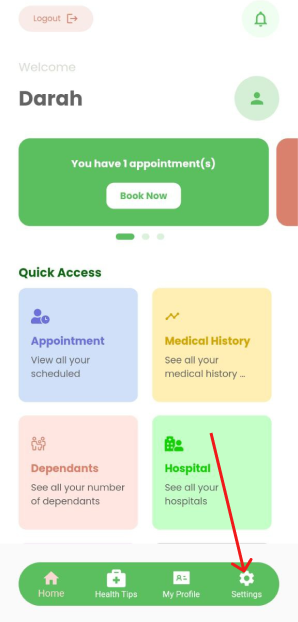 Logout
Welcome
Darah
You have 1 appointment(s)
Book Now
Quick Access
Appointment
View all your
scheduled
Medical History
See all your
medical history ...
Dependants
See all your number
of dependants
Hospital
See all your
hospitals
Home
Health Tips
My Profile
Settings